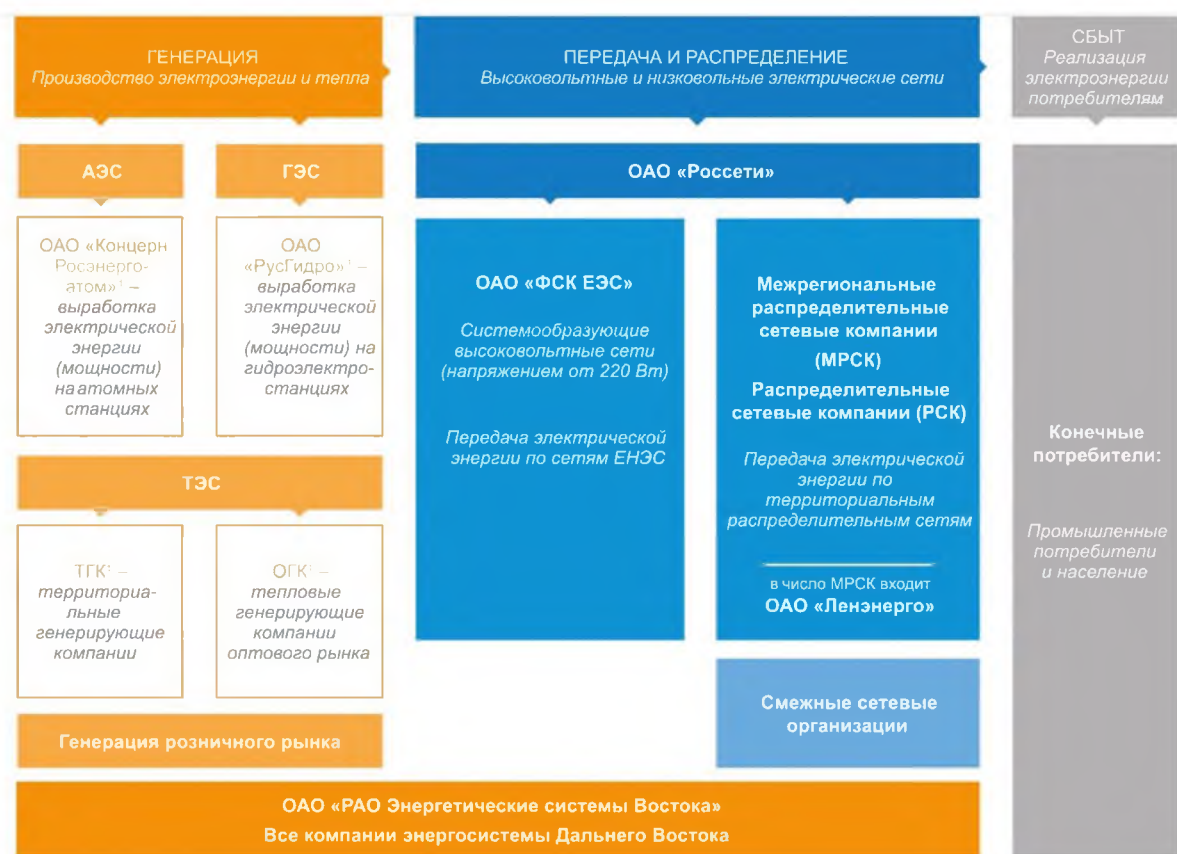 ГЕНЕРАЦИЯ
Производство электроэнергии и тепла
ПЕРЕДАЧА И РАСПРЕДЕЛЕНИЕ
Высоковольтные и низковольные электрические сети
СБЫТ
Реализация
электроэнергии
потребителям
АЭС
ГЭС
ОАО «Россети»
ОАО «Концерн
Росэнерго-
атом»¹ –
выработка
электрической
энергии
(мощности)
на атомных
станциях
ОАО
«РусГидро»¹ –
выработка
электрической
энергии
(мощности) на
гидроэлектро-
станциях
ТЭС
ТГК² –
территориа-
льные
генерирующие
компании
ОГК² –
тепловые
генерирующие
компании
оптового рынка
Генерация розничного рынка
ОАО «ФСК ЕЭС»
Системообразующие
высоковольтные сети
(напряжением от 220 Вт)
Передача электрической
энергии по сетям ЕНЭС
Межрегиональные
распределительные
сетевые компании
(МРСК)
Распределительные
сетевые компании (РСК)
Передача электрической
энергии по
территориальным
распределительным сетям
в число МРСК входит
ОАО «Ленэнерго»
Смежные сетевые
организации
Конечные
потребители:
Промышленные
потребители
и население
ОАО «РАО Энергетические системы Востока»
Все компании энергосистемы Дальнего Востока